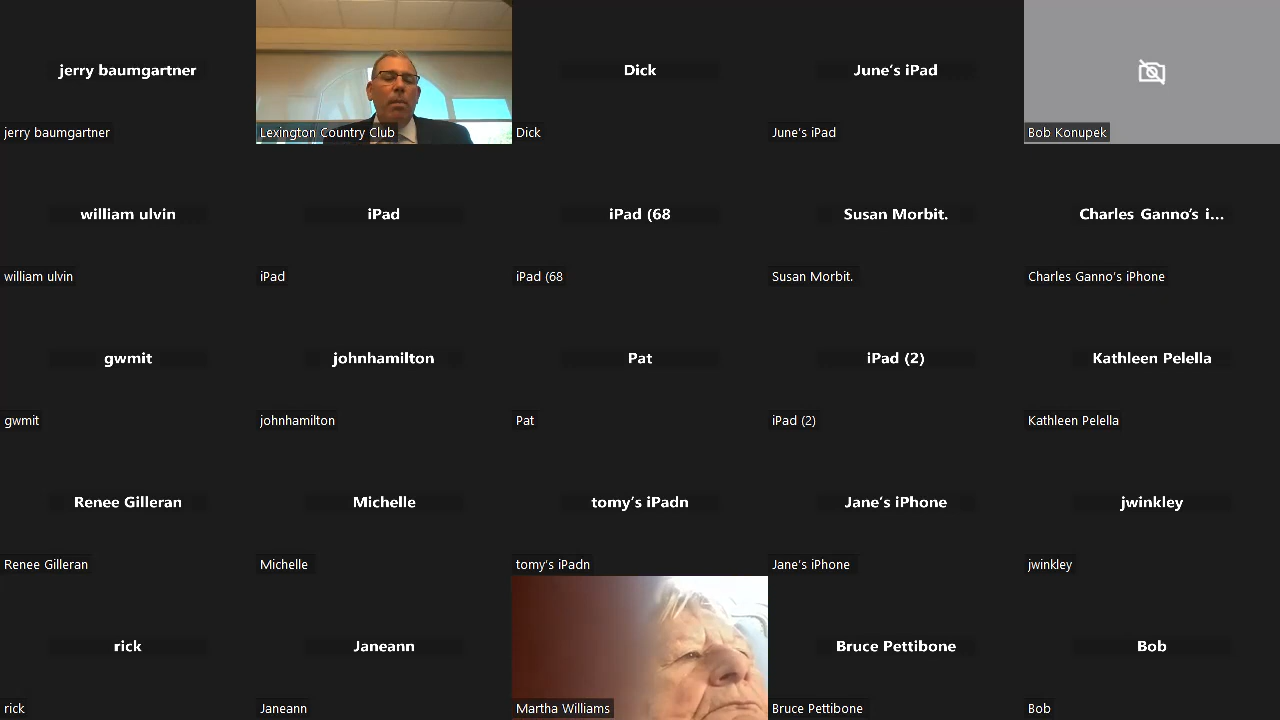 jerry baumgartner
Dick
June's iPad
jerry baumgartner
Lexington Country Club
Dick
June's iPad
Bob Konupek
william ulvin
iPad
iPad (68
Susan Morbit.
Charles Ganno's i...
william ulvin
iPad
iPad (68
Susan Morbit.
Charles Ganno's iPhone
gwmit
johnhamilton
Pat
iPad (2)
Kathleen Pelella
gwmit
johnhamilton
Pat
iPad (2)
Kathleen Pelella
Renee Gilleran
Michelle
tomy's iPadn
Jane's iPhone
jwinkley
Renee Gilleran
Michelle
tomy's iPadn
Jane's iPhone
jwinkley
rick
Janeann
Bruce Pettibone
Bob
rick
Janeann
Martha Williams
Bruce Pettibone
Bob